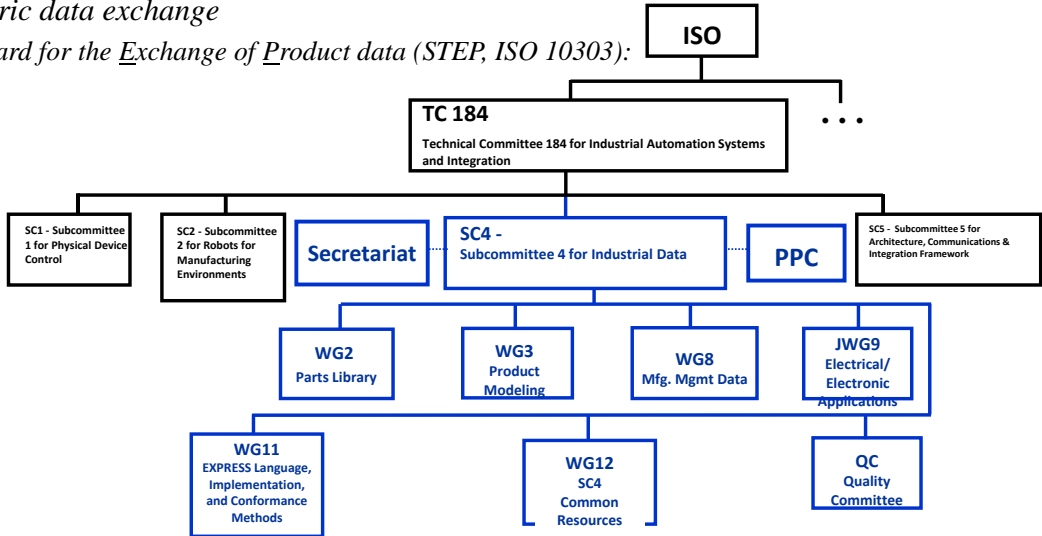 ric data exchange
ard for the Exchange of Product data (STEP, ISO 10303):
ISO
TC 184
Technical Committee 184 for Industrial Automation Systems
and Integration
. . .
SC1 - Subcommittee
1 for Physical Device
Control
SC2 - Subcommittee
2 for Robots for
Manufacturing
Environments
Secretariat
SC4 -
Subcommittee 4 for Industrial Data
PPC
SC5 - Subcommittee 5 for
Architecture, Communications &
Integration Framework
WG2
Parts Library
WG3
Product
Modeling
WG8
Mfg. Mgmt Data
JWG9
Electrical/
Electronic
Applications
WG11
EXPRESS Language,
Implementation,
and Conformance
Methods
WG12
SC4
Common
Resources
QC
Quality
Committee